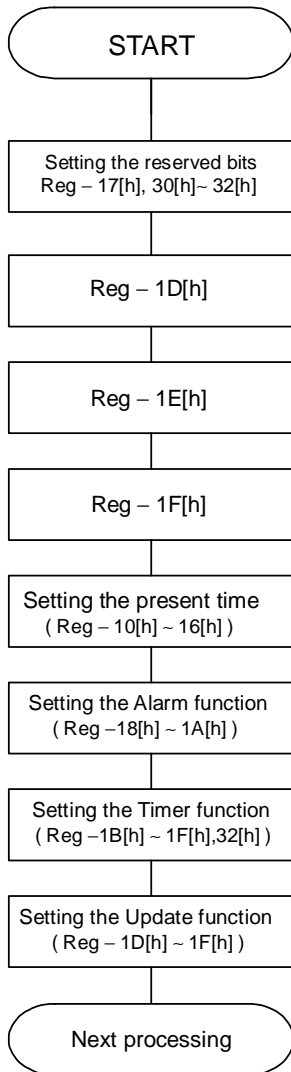 START
Setting the reserved bits
Reg – 17[h], 30[h]~ 32[h]
Reg – 1D[h]
Reg – 1E[h]
Reg – 1F[h]
Setting the present time
( Reg – 10[h] ~ 16[h] )
Setting the Alarm function
( Reg –18[h] ~ 1A[h] )
Setting the Timer function
( Reg –1B[h] ~ 1F[h],32[h] )
Setting the Update function
( Reg – 1D[h] ~ 1F[h] )
Next processing